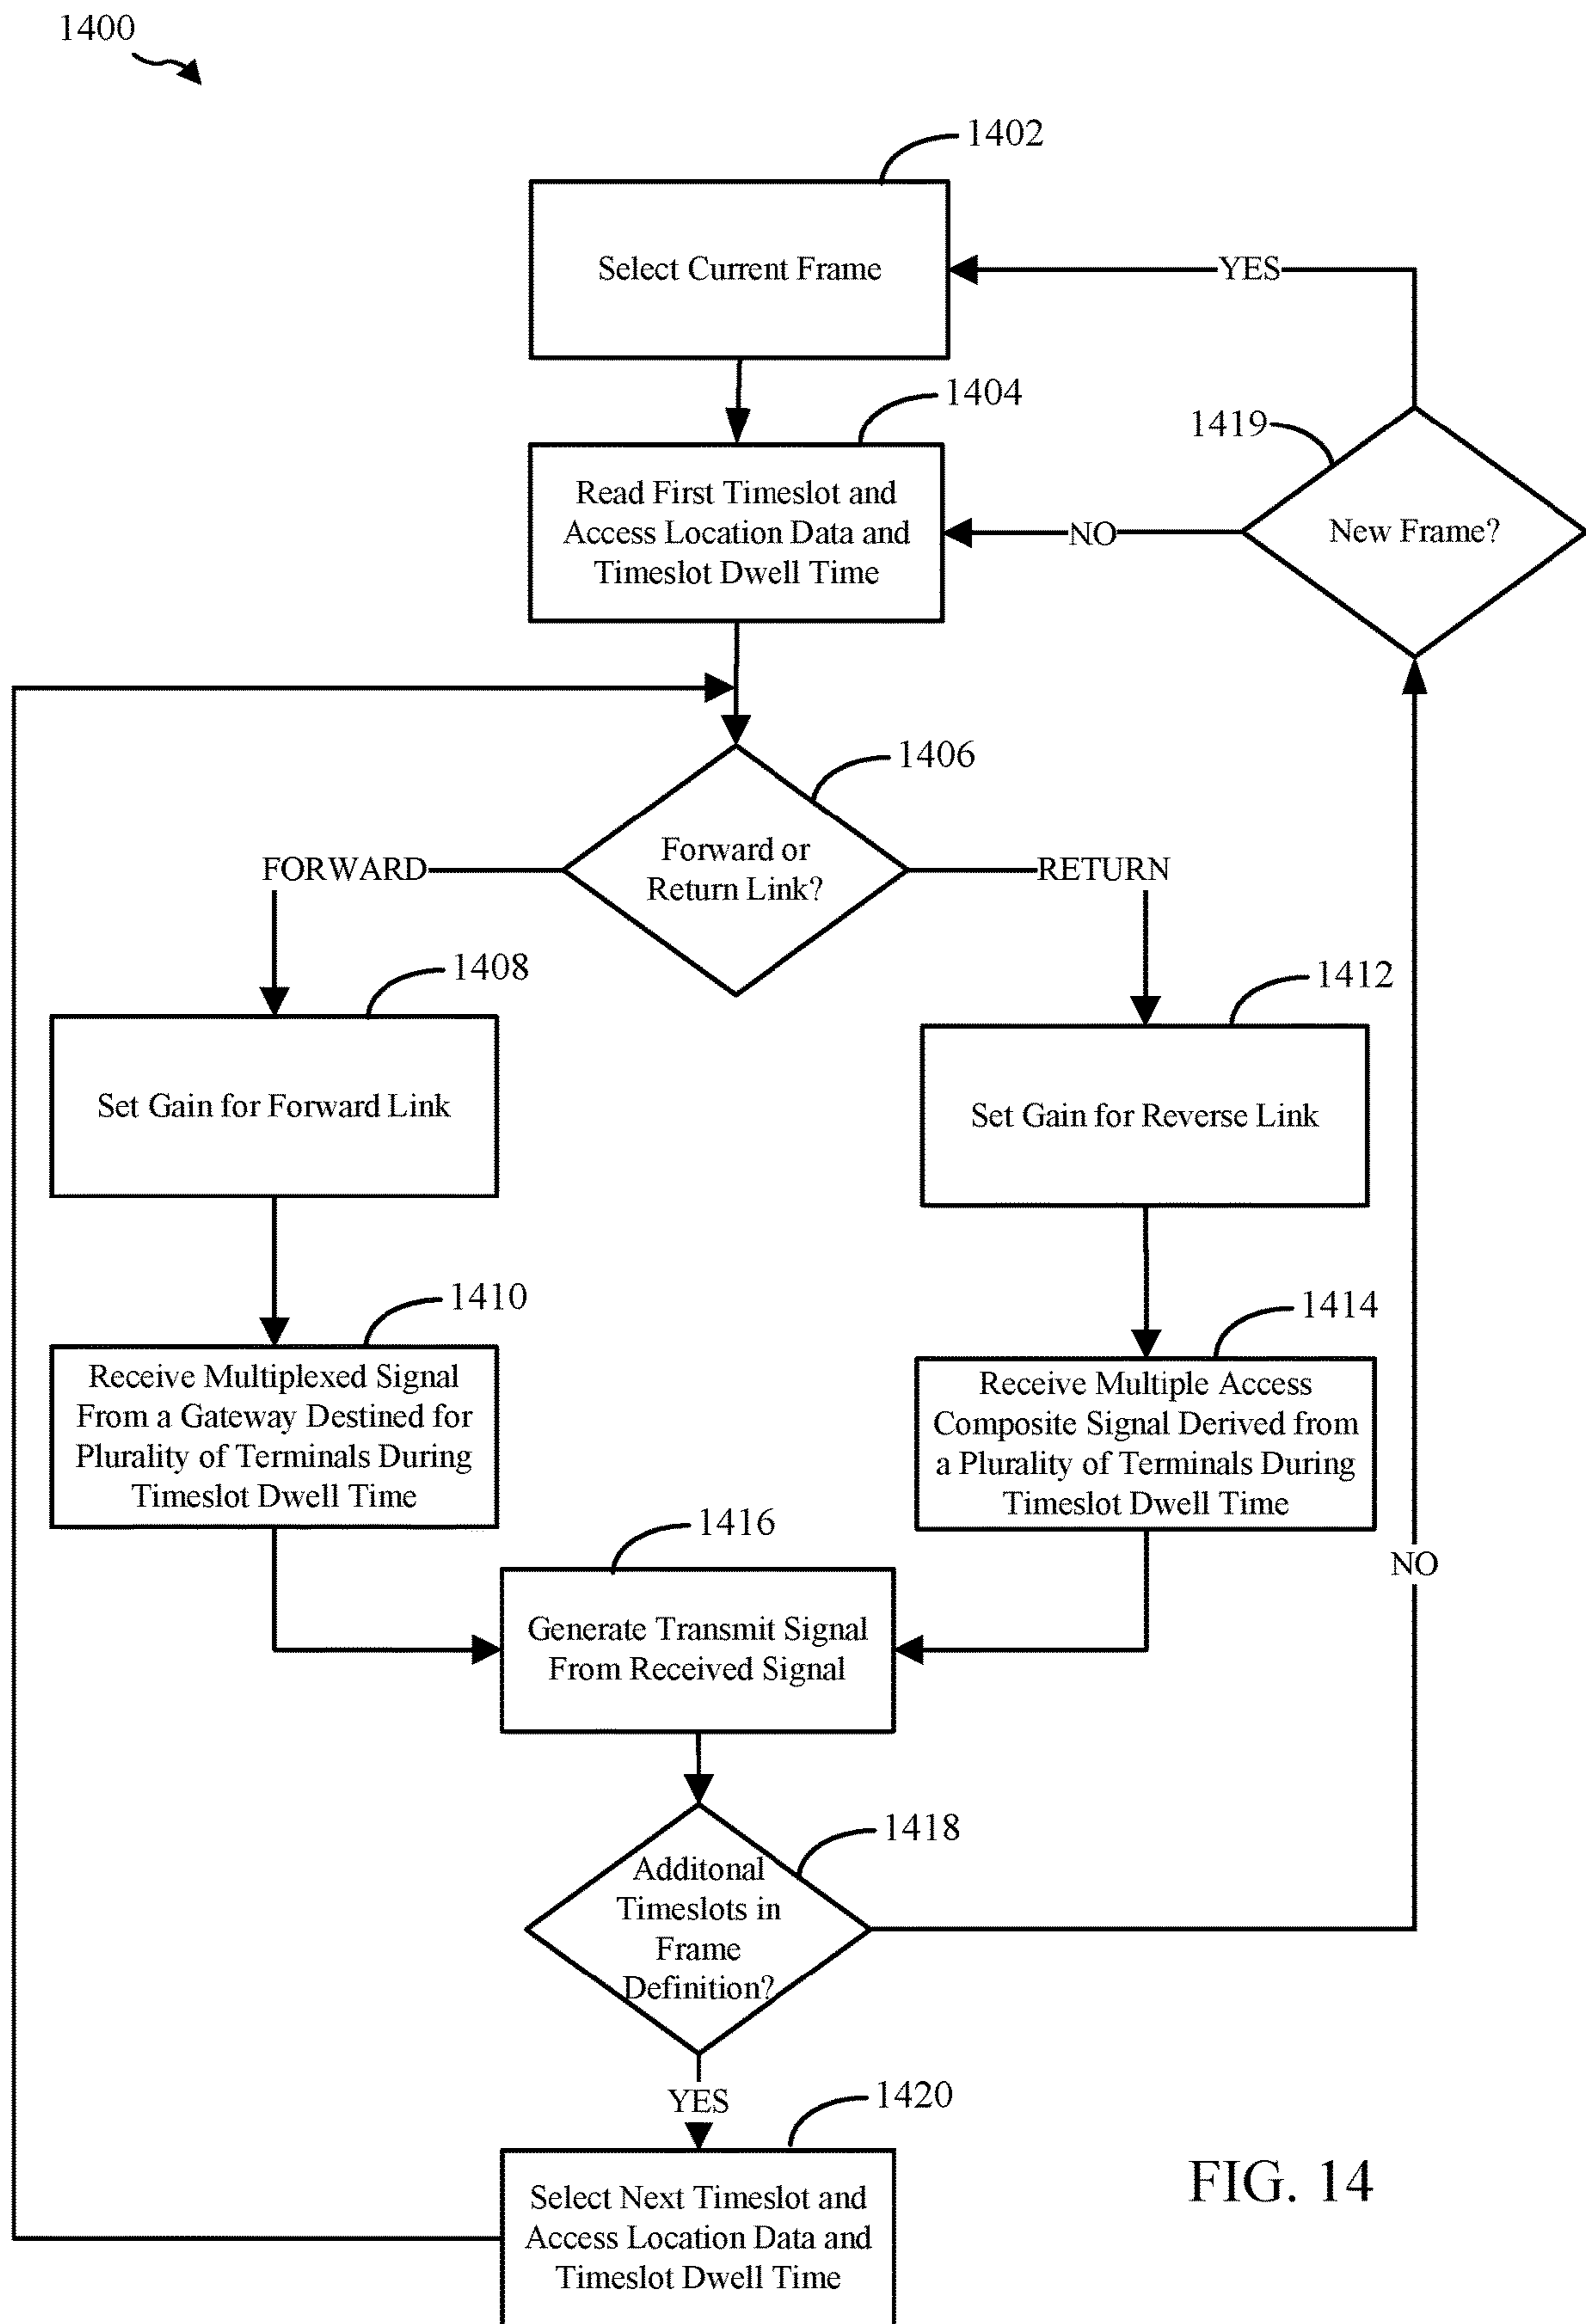 1400
1402
Select Current Frame
YES
1404
1419
Read First Timeslot and
Access Location Data and
Timeslot Dwell Time
NO
New Frame?
1406
Forward or
Return Link?
FORWARD
RETURN
1408
1412
Set Gain for Forward Link
Set Gain for Reverse Link
1410
1414
Receive Multiplexed Signal
From a Gateway Destined for
Plurality of Terminals During
Timeslot Dwell Time
Receive Multiple Access
Composite Signal Derived from
a Plurality of Terminals During
Timeslot Dwell Time
1416
NO
Generate Transmit Signal
From Received Signal
1418
Additonal
Timeslots in
Frame
Definition?
YES
1420
Select Next Timeslot and
Access Location Data and
Timeslot Dwell Time
FIG. 14